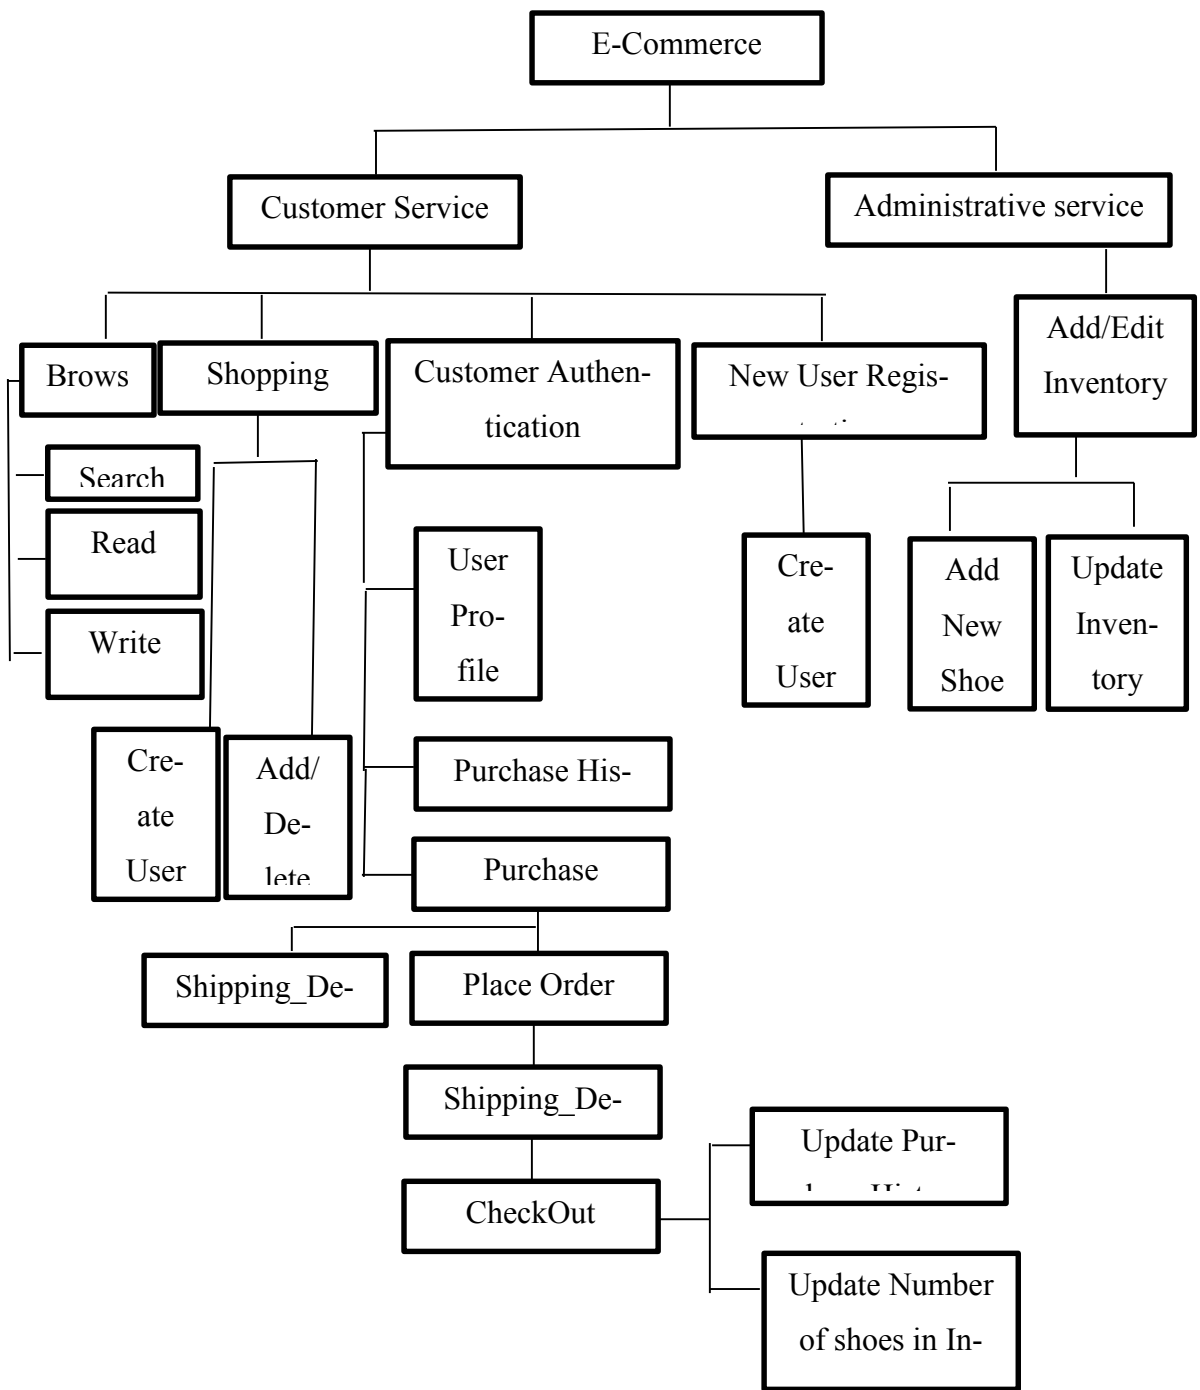 E-Commerce
Customer Service
Administrative service
Brows
Shopping
Customer Authen-
tication
New User Regis-
Add/Edit
Inventory
Search
Read
Write
User
Pro-
file
Cre-
ate
User
Add
New
Shoe
Update
Inven-
tory
Cre-
ate
User
Add/
De-
lete
Purchase His-
Purchase
Shipping_De-
Place Order
Shipping_De-
CheckOut
Update Pur-
Update Number
of shoes in In-